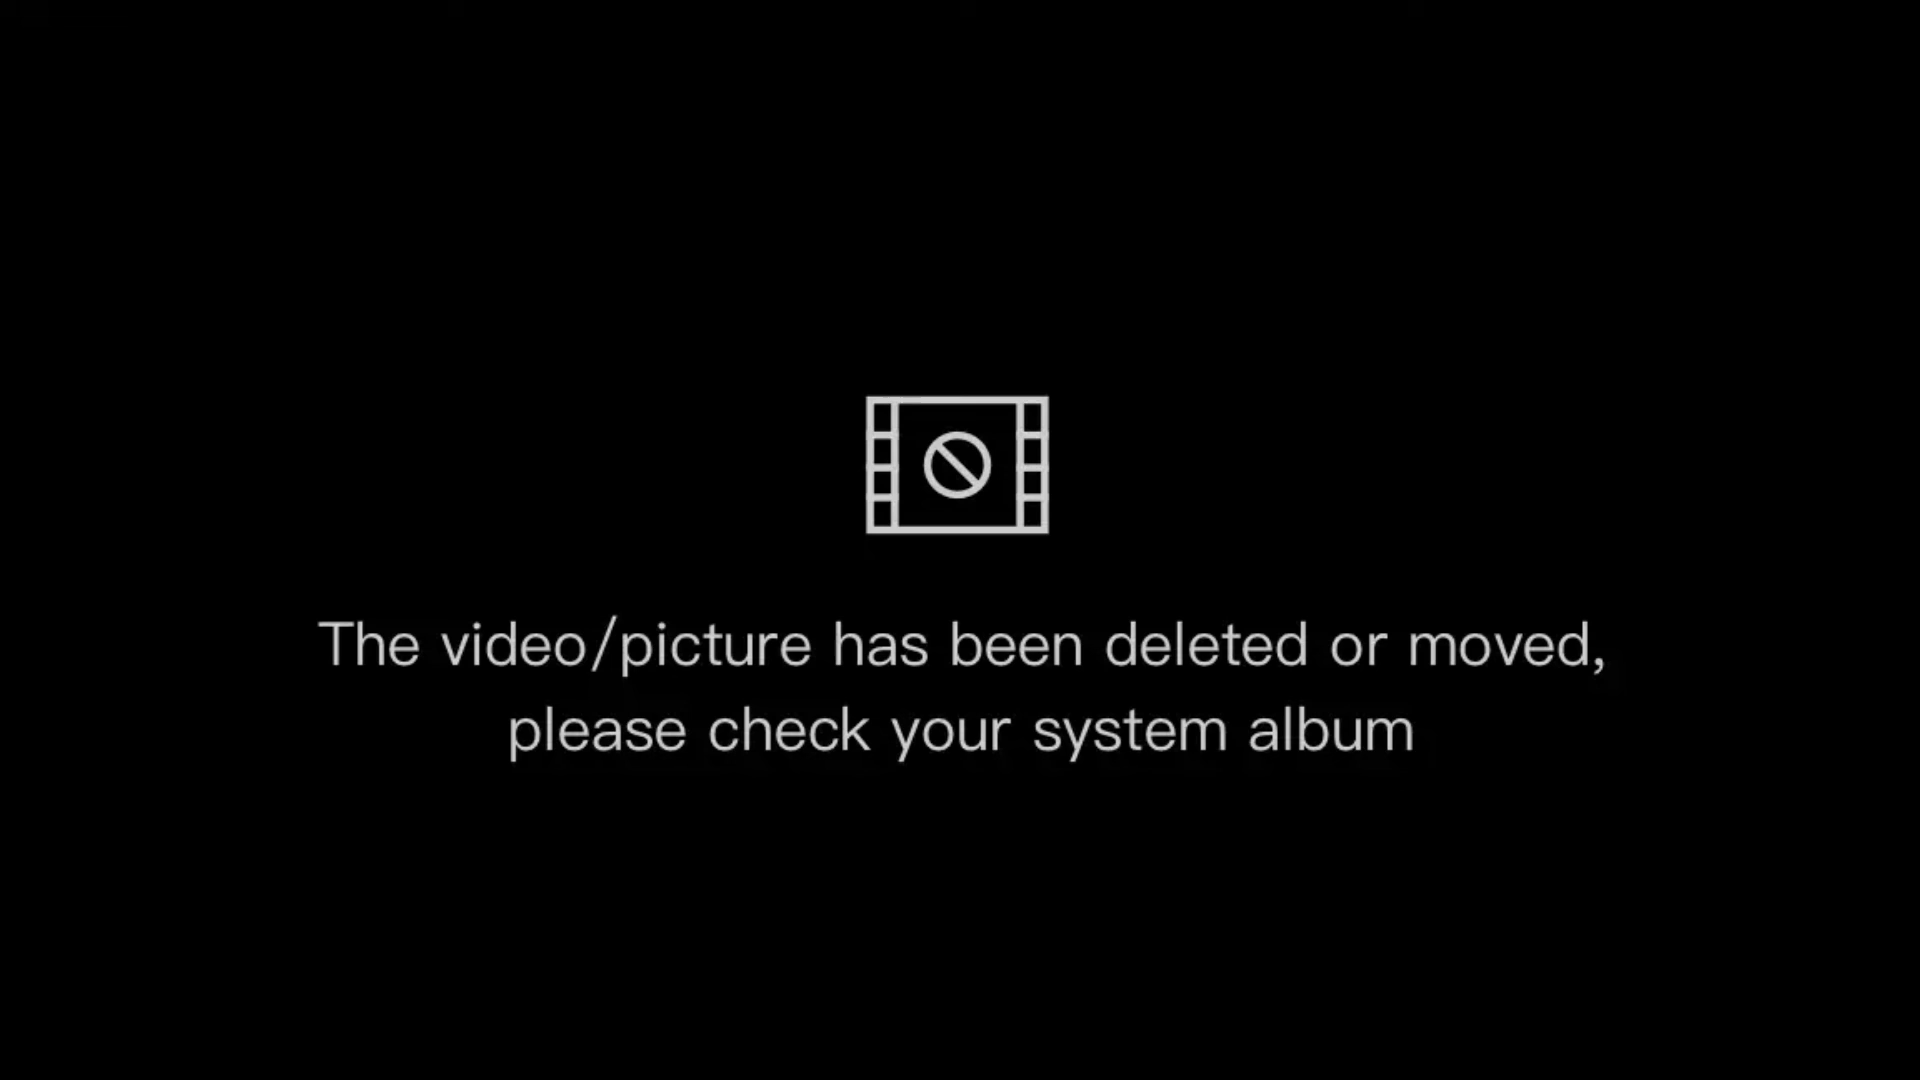 The video/picture has been deleted or moved,
please check your system album